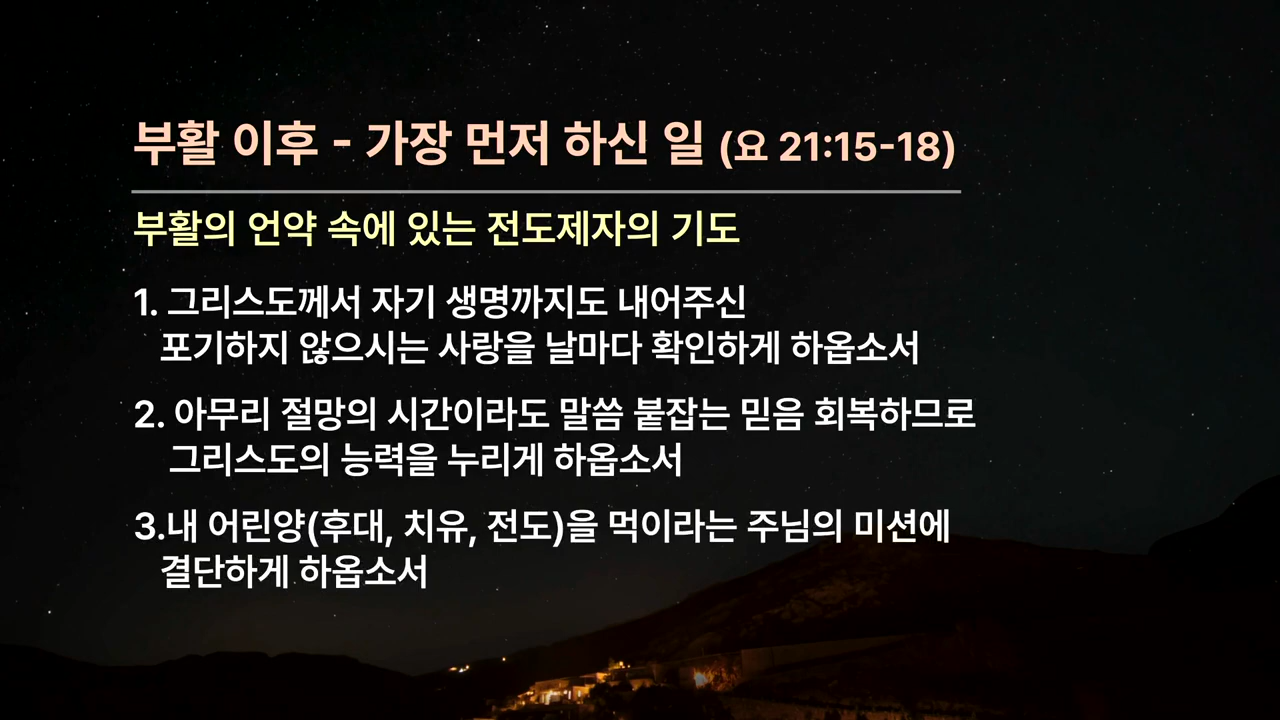 부활 이후 - 가장 먼저 하신 일 (요 21:15-18)
부활의 언약 속에 있는 전도제자의 기도
1. 그리스도께서 자기 생명까지도 내어주신
포기하지 않으시는 사랑을 날마다 확인하게 하옵소서
2. 아무리 절망의 시간이라도 말씀 붙잡는 믿음 회복하므로
그리스도의 능력을 누리게 하옵소서
3.내 어린양(후대, 치유, 전도)을 먹이라는 주님의 미션에
결단하게 하옵소서